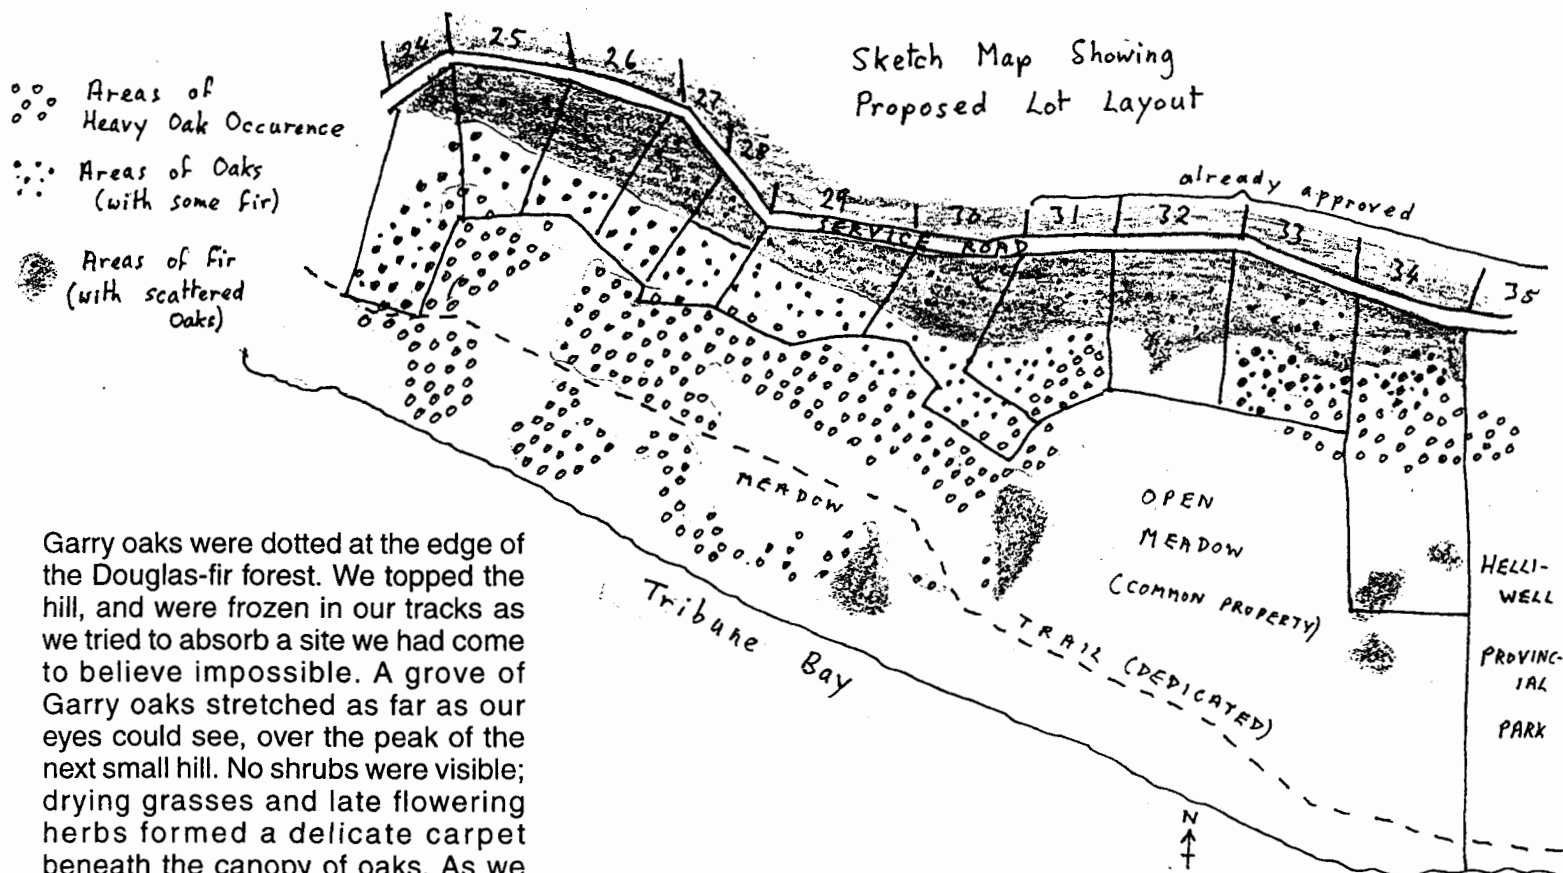 Sketch Map Showing
Proposed Lot Layout
Areas of
Heavy Oak Occurence
Areas of Oaks
(with some fir)
Areas of Fir
(with scattered
Oaks)
24
25
26
27
28
29
30
31
32
33
34
35
already approved
SERVICE ROAD
MEADOW
OPEN
MEADOW
(COMMON PROPERTY)
TRAIL (DEDICATED)
HELLI-
WELL
PROVINC-
IAL
PARK
Tribune Bay
N
Garry oaks were dotted at the edge of
the Douglas-fir forest. We topped the
hill, and were frozen in our tracks as
we tried to absorb a site we had come
to believe impossible. A grove of
Garry oaks stretched as far as our
eyes could see, over the peak of the
next small hill. No shrubs were visible;
drying grasses and late flowering
herbs formed a delicate carpet
beneath the canopy of oaks. As we